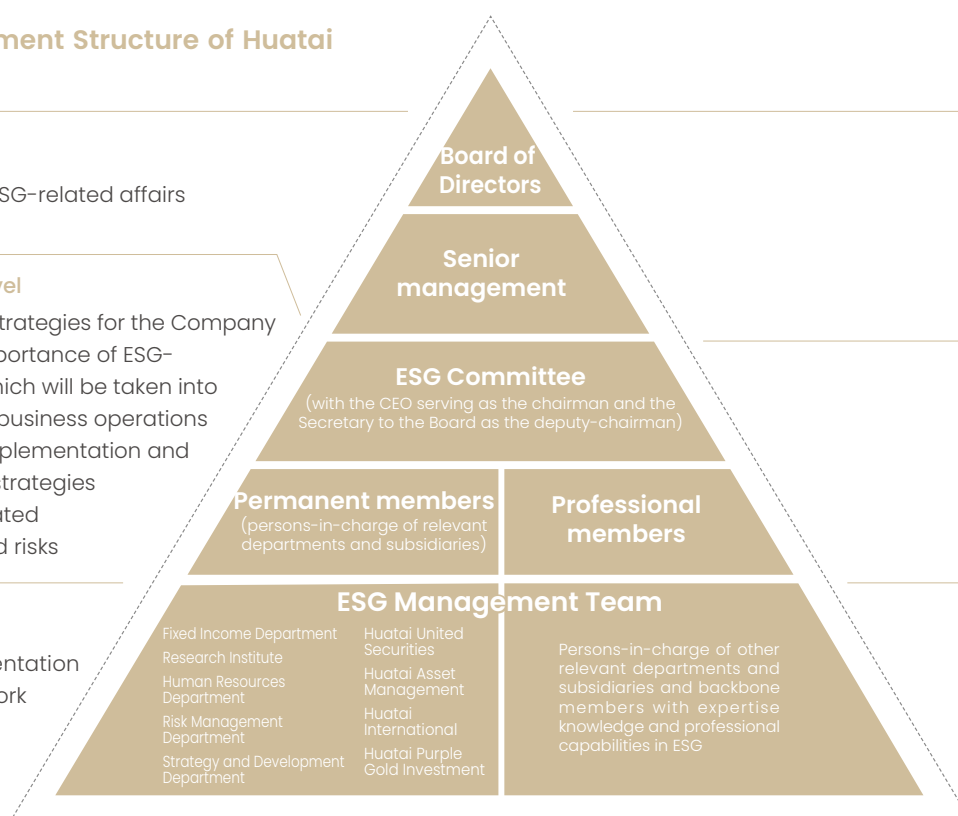 ment Structure of Huatai
SG-related affairs
vel
trategies for the Company
portance of ESG-
hich will be taken into
business operations
plementation and
strategies
ated
d risks
entation
ork
Board of
Directors
Senior
management
ESG Committee
(with the CEO serving as the chairman and the
Secretary to the Board as the deputy-chairman)
Permanent members
(persons-in-charge of relevant
departments and subsidiaries)
Professional
members
ESG Management Team
Fixed Income Department
Research Institute
Human Resources
Department
Risk Management
Department
Strategy and Development
Department
Huatai United
Securities
Huatai Asset
Management
Huatai
International
Huatai Purple
Gold Investment
Persons-in-charge of other
relevant departments and
subsidiaries and backbone
members with expertise
knowledge and professional
capabilities in ESG